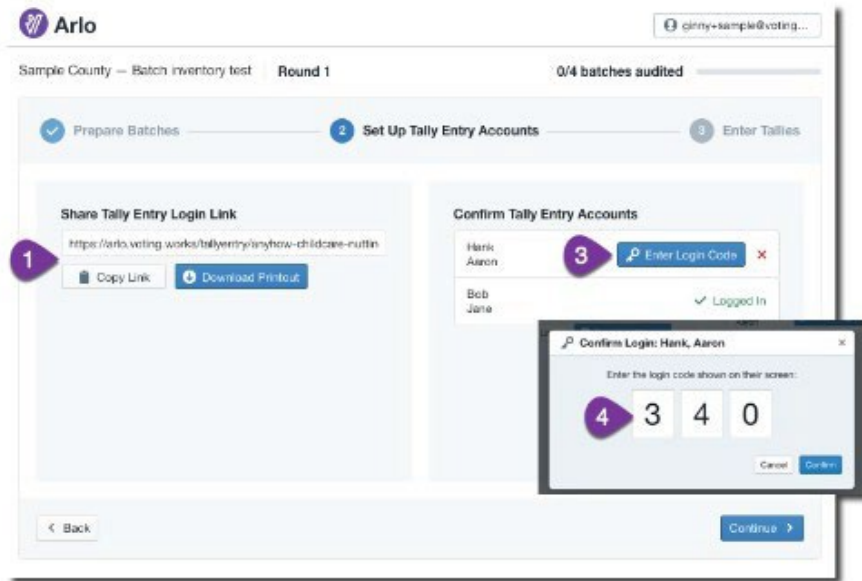 Arlo
ginny+sample@voting...
Sample County — Batch inventory test Round 1 0/4 batches audited
Prepare Batches 2 Set Up Tally Entry Accounts 3 Enter Tallies
Share Tally Entry Login Link
1
https://arlo.voting.works/tallyentry/anyhow-childcare-nuttin
Copy Link Download Printout
Confirm Tally Entry Accounts
Hank
Aaron
3 Enter Login Code ×
Bob
Jane
Logged In
Confirm Login: Hank, Aaron ×
Enter the login code shown on their screen:
4 3 4 0
Cancel Confirm
Back Continue